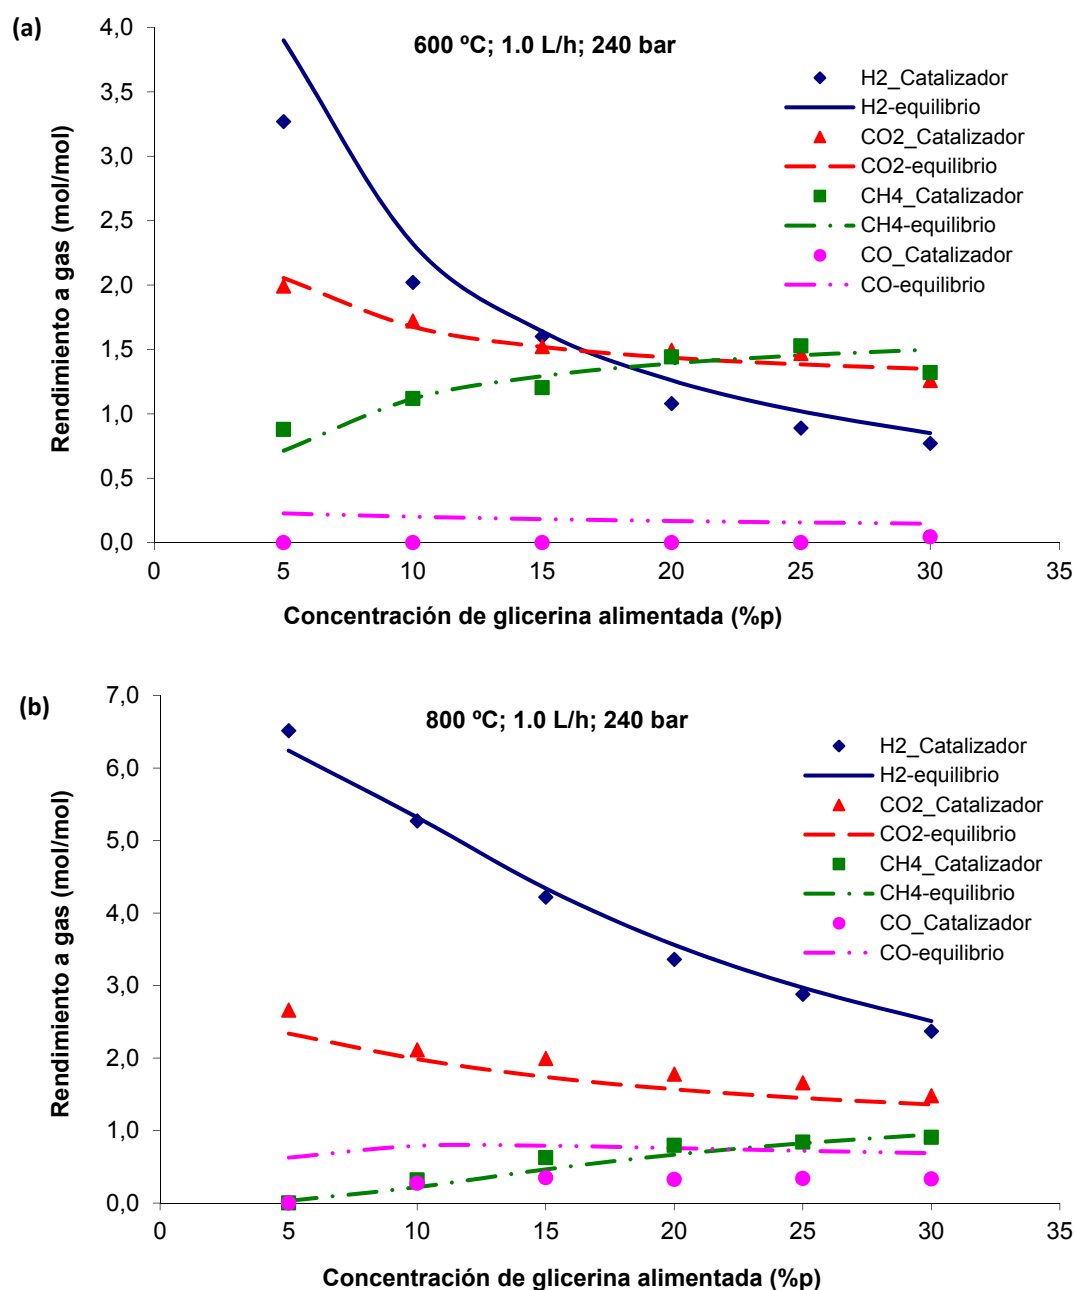 (a)
600 ºC; 1.0 L/h; 240 bar
Rendimiento a gas (mol/mol)
4,0
3,5
3,0
2,5
2,0
1,5
1,0
0,5
0,0
H2_Catalizador
H2-equilibrio
CO2_Catalizador
CO2-equilibrio
CH4_Catalizador
CH4-equilibrio
CO_Catalizador
CO-equilibrio
0 5 10 15 20 25 30 35
Concentración de glicerina alimentada (%p)
(b)
800 ºC; 1.0 L/h; 240 bar
Rendimiento a gas (mol/mol)
7,0
6,0
5,0
4,0
3,0
2,0
1,0
0,0
H2_Catalizador
H2-equilibrio
CO2_Catalizador
CO2-equilibrio
CH4_Catalizador
CH4-equilibrio
CO_Catalizador
CO-equilibrio
0 5 10 15 20 25 30 35
Concentración de glicerina alimentada (%p)